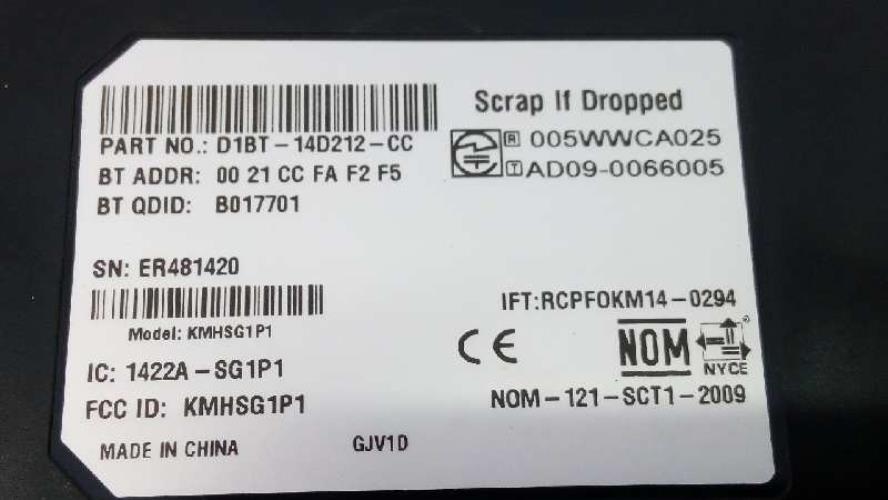 Scrap If Dropped
PART NO.: D1BT-14D212-CC
R 005WWCA025
BT ADDR: 00 21 CC FA F2 F5
T AD09-0066005
BT QDID: B017701
SN: ER481420
IFT:RCPFOKM14-0294
Model: KMHSG1P1
CE
NOM
NYCE
IC: 1422A-SG1P1
FCC ID: KMHSG1P1
NOM-121-SCT1-2009
MADE IN CHINA GJV1D